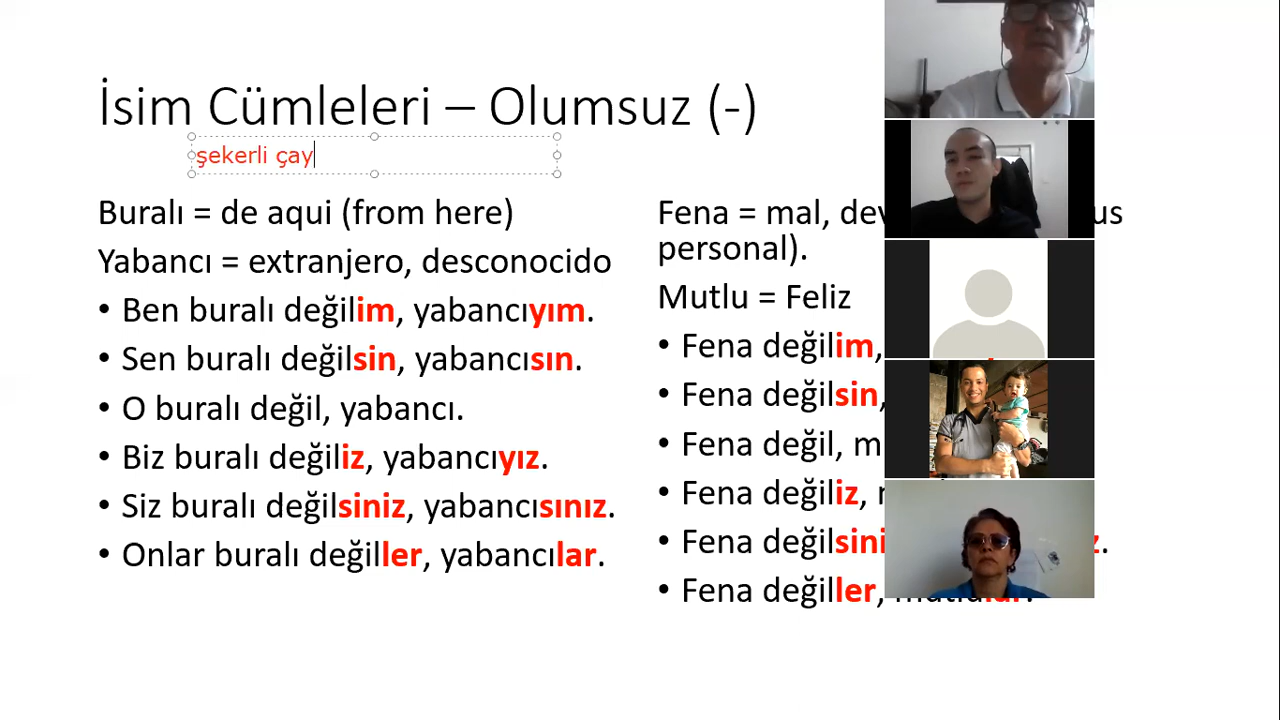 İsim Cümleleri – Olumsuz (-)
şekerli çay
Buralı = de aqui (from here)
Yabancı = extranjero, desconocido
• Ben buralı değilim, yabancıyım.
• Sen buralı değilsin, yabancısın.
• O buralı değil, yabancı.
• Biz buralı değiliz, yabancıyız.
• Siz buralı değilsiniz, yabancısınız.
• Onlar buralı değiller, yabancılar.
Fena = mal,
personal).
Mutlu = Feliz
• Fena değilim,
• Fena değilsin,
• Fena değil,
• Fena değiliz,
• Fena
• Fena değiller,